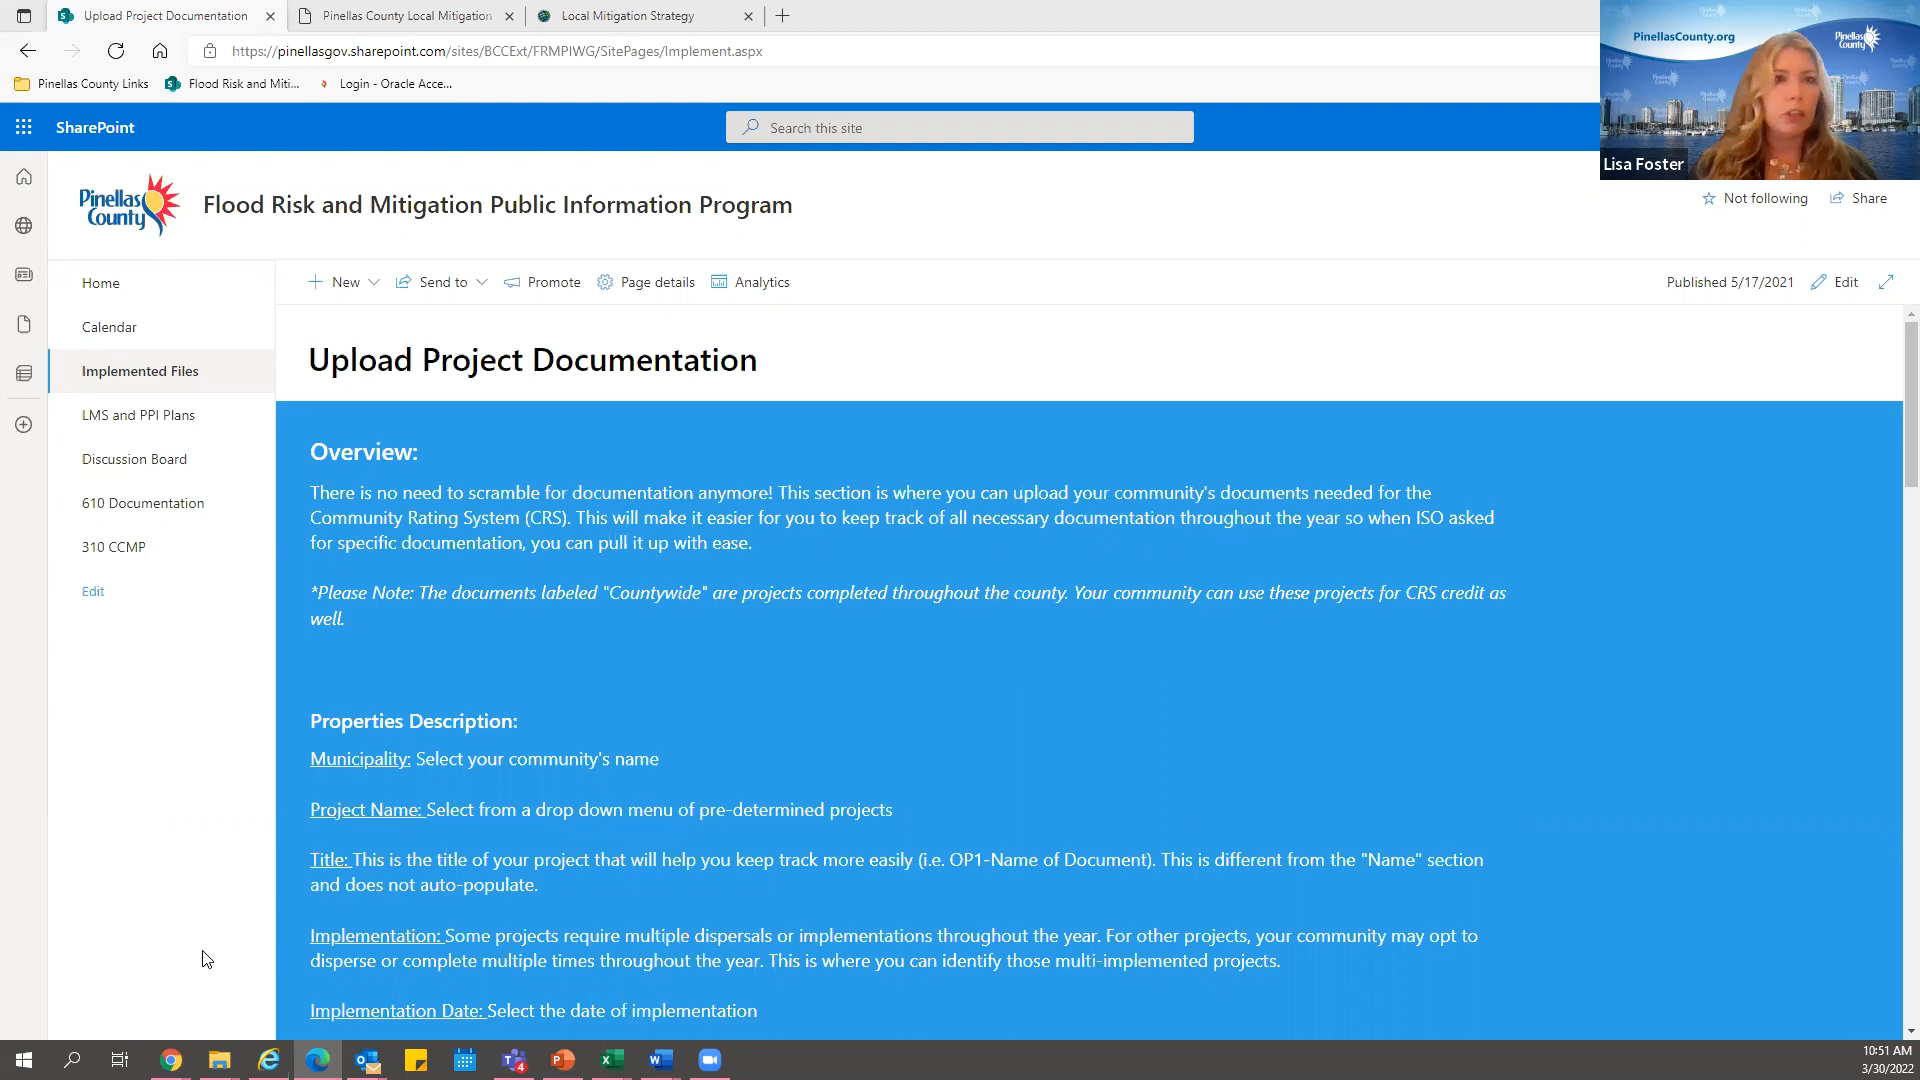 Upload Project Documentation
Pinellas County Local Mitigation
Local Mitigation Strategy
https://pinellasgov.sharepoint.com/sites/BCCExt/FRMPIWG/SitePages/Implement.aspx
Pinellas County Links
Flood Risk and Miti...
Login - Oracle Acce...
PinellasCounty.org
Pinellas County
Lisa Foster
SharePoint
Search this site
Pinellas
County
Flood Risk and Mitigation Public Information Program
Not following
Share
Home
Calendar
Implemented Files
LMS and PPI Plans
Discussion Board
610 Documentation
310 CCMP
Edit
New
Send to
Promote
Page details
Analytics
Published 5/17/2021
Edit
Upload Project Documentation
Overview:
There is no need to scramble for documentation anymore! This section is where you can upload your community's documents needed for the
Community Rating System (CRS). This will make it easier for you to keep track of all necessary documentation throughout the year so when ISO asked
for specific documentation, you can pull it up with ease.
*Please Note: The documents labeled "Countywide" are projects completed throughout the county. Your community can use these projects for CRS credit as
well.
Properties Description:
Municipality: Select your community's name
Project Name: Select from a drop down menu of pre-determined projects
Title: This is the title of your project that will help you keep track more easily (i.e. OP1-Name of Document). This is different from the "Name" section
and does not auto-populate.
Implementation: Some projects require multiple dispersals or implementations throughout the year. For other projects, your community may opt to
disperse or complete multiple times throughout the year. This is where you can identify those multi-implemented projects.
Implementation Date: Select the date of implementation
10:51 AM
3/30/2022